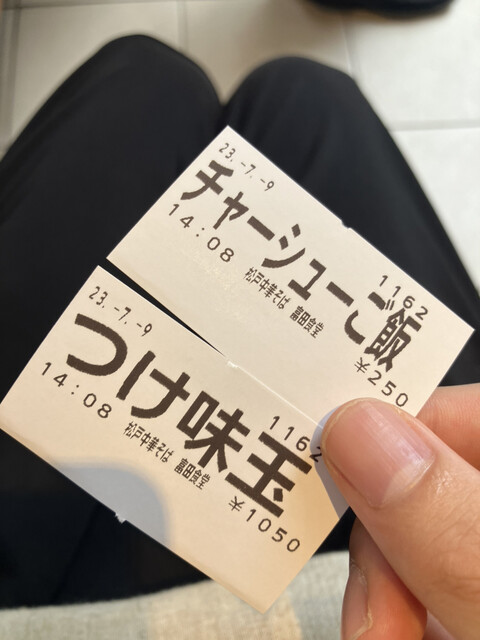 23.-7.-9
チャーシューご飯
14:08
1162
松戸中華そば 富田食堂
¥250
23.-7.-9
つけ味玉
14:08
1162
松戸中華そば 富田食堂
¥1050